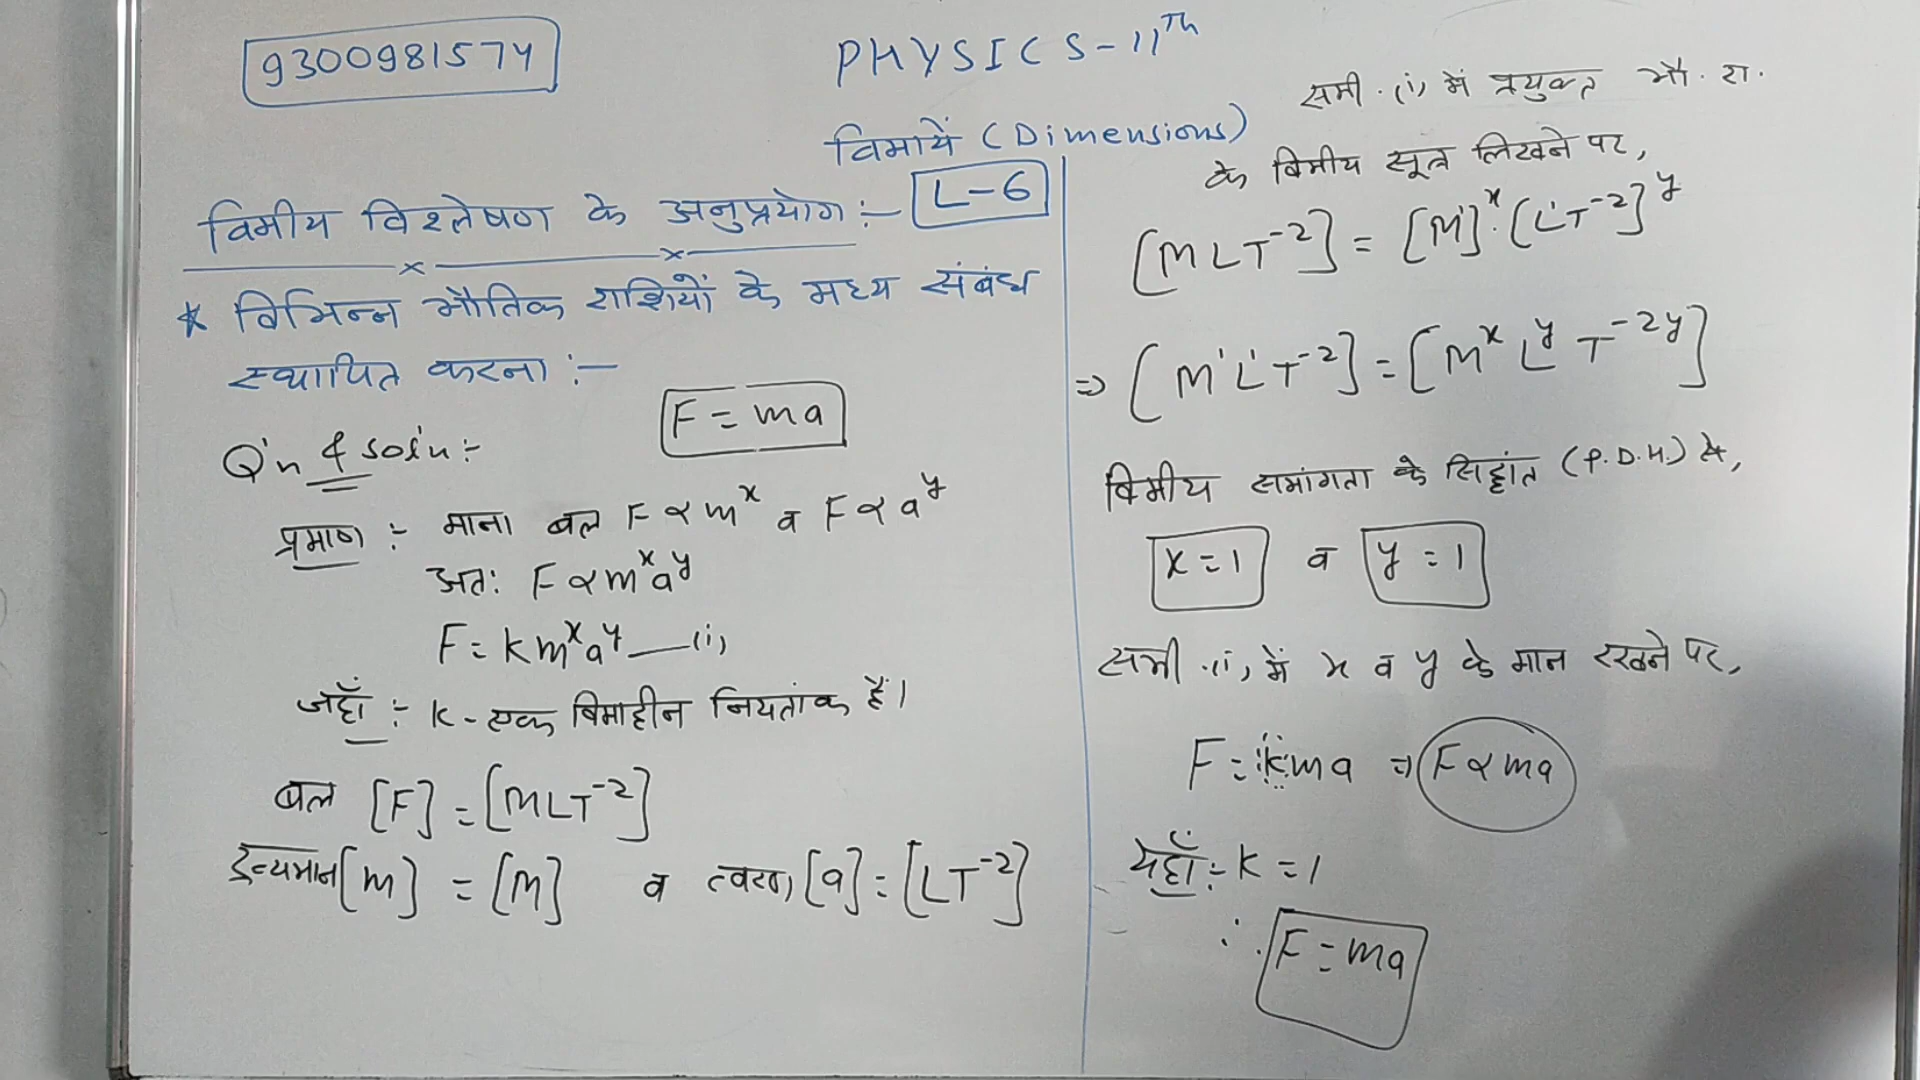 9300981574
PHYSICS-11Th
विमायें (Dimensions)
विमीय विश्लेषण के अनुप्रयोग :- L-6
* विभिन्न भौतिक राशियों के मध्य संबंध
स्थापित करना :-
F = ma
Q'n & sol'n :-
प्रमाण :- माना बल F ∝ m^x व F ∝ a^y
अतः F ∝ m^x a^y
F = K m^x a^y —(i)
जहाँ :- K - एक विमाहीन नियतांक है।
बल [F] = [MLT^-2]
द्रव्यमान [m] = [M] व त्वरण [a] = [LT^-2]
समी. (i) में प्रयुक्त भौ. रा.
के विमीय सूत्र लिखने पर,
[MLT^-2] = [M]^x . [LT^-2]^y
⇒ [M^1 L^1 T^-2] = [M^x L^y T^-2y]
विमीय समांगता के सिद्धांत (P.D.H.) से,
x = 1 व y = 1
समी. (i) में x व y के मान रखने पर,
F = Kma ⇒ F ∝ ma
यहाँ :- K = 1
∴ F = ma